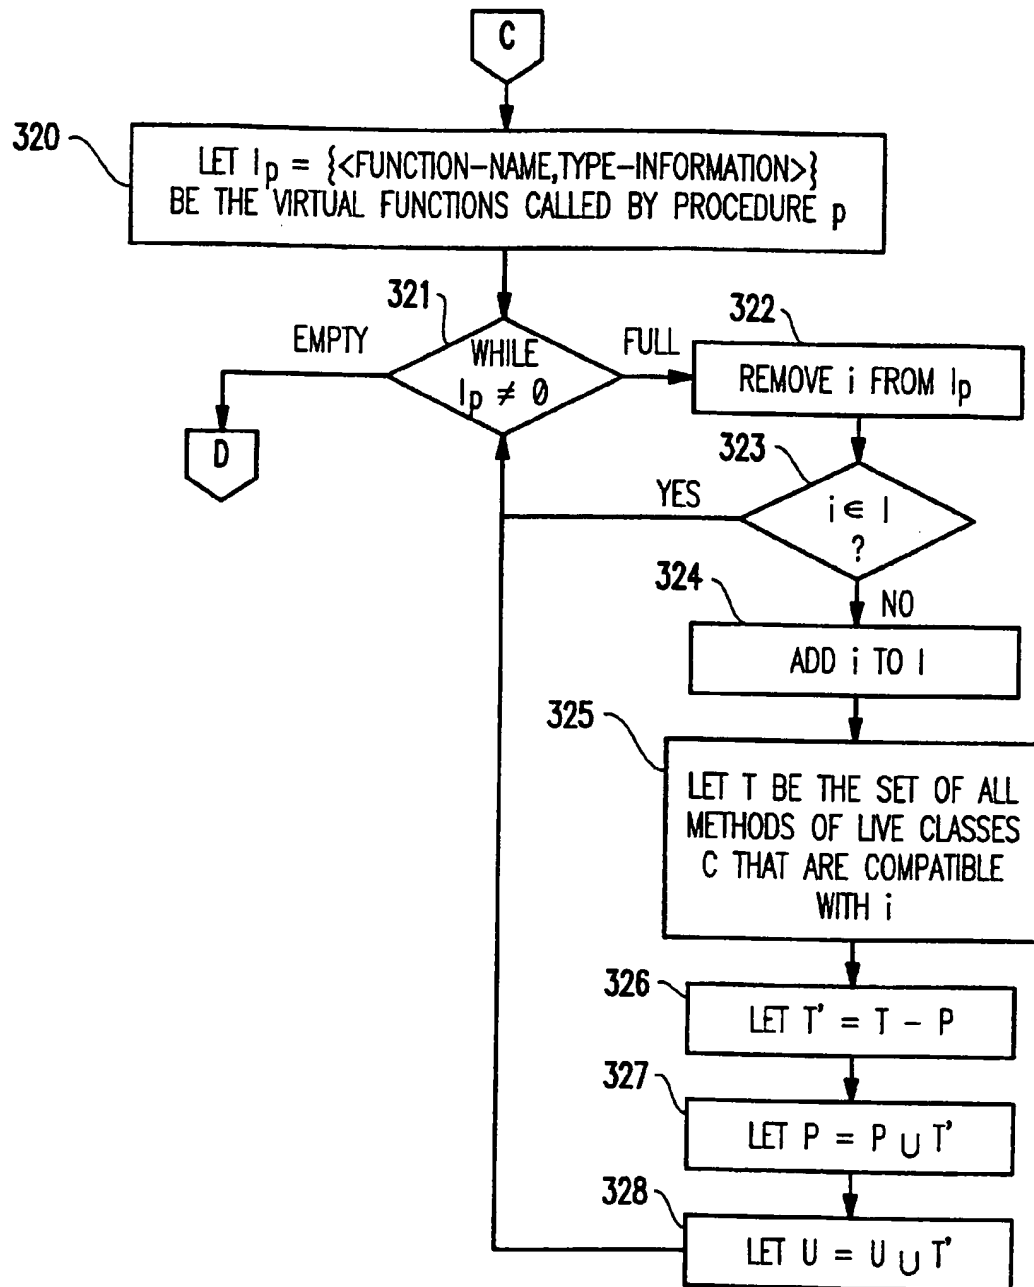 C
320
LET Ip = {<FUNCTION-NAME,TYPE-INFORMATION>}
BE THE VIRTUAL FUNCTIONS CALLED BY PROCEDURE p
321
EMPTY
WHILE
Ip ≠ 0
FULL
322
REMOVE i FROM Ip
D
323
YES
i ∈ I
?
324
NO
ADD i TO I
325
LET T BE THE SET OF ALL
METHODS OF LIVE CLASSES
C THAT ARE COMPATIBLE
WITH i
326
LET T' = T - P
327
LET P = P ∪ T'
328
LET U = U ∪ T'